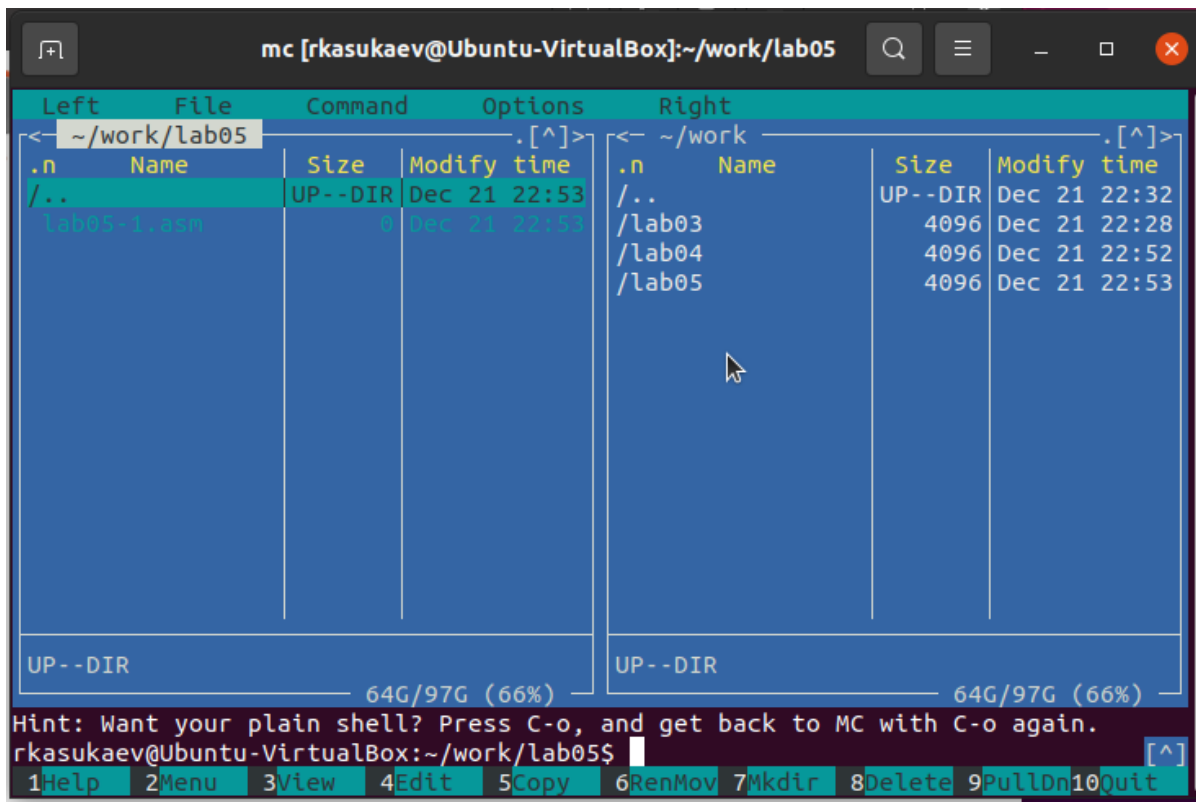 mc [rkasukaev@Ubuntu-VirtualBox]:~/work/lab05
Left File Command Options Right
<─ ~/work/lab05 ─.[^]>
.n Name Size Modify time
/.. UP--DIR Dec 21 22:53
lab05-1.asm 0 Dec 21 22:53
UP--DIR
64G/97G (66%)
<─ ~/work ─.[^]>
.n Name Size Modify time
/.. UP--DIR Dec 21 22:32
/lab03 4096 Dec 21 22:28
/lab04 4096 Dec 21 22:52
/lab05 4096 Dec 21 22:53
UP--DIR
64G/97G (66%)
Hint: Want your plain shell? Press C-o, and get back to MC with C-o again.
rkasukaev@Ubuntu-VirtualBox:~/work/lab05$ [^]
1Help 2Menu 3View 4Edit 5Copy 6RenMov 7Mkdir 8Delete 9PullDn 10Quit